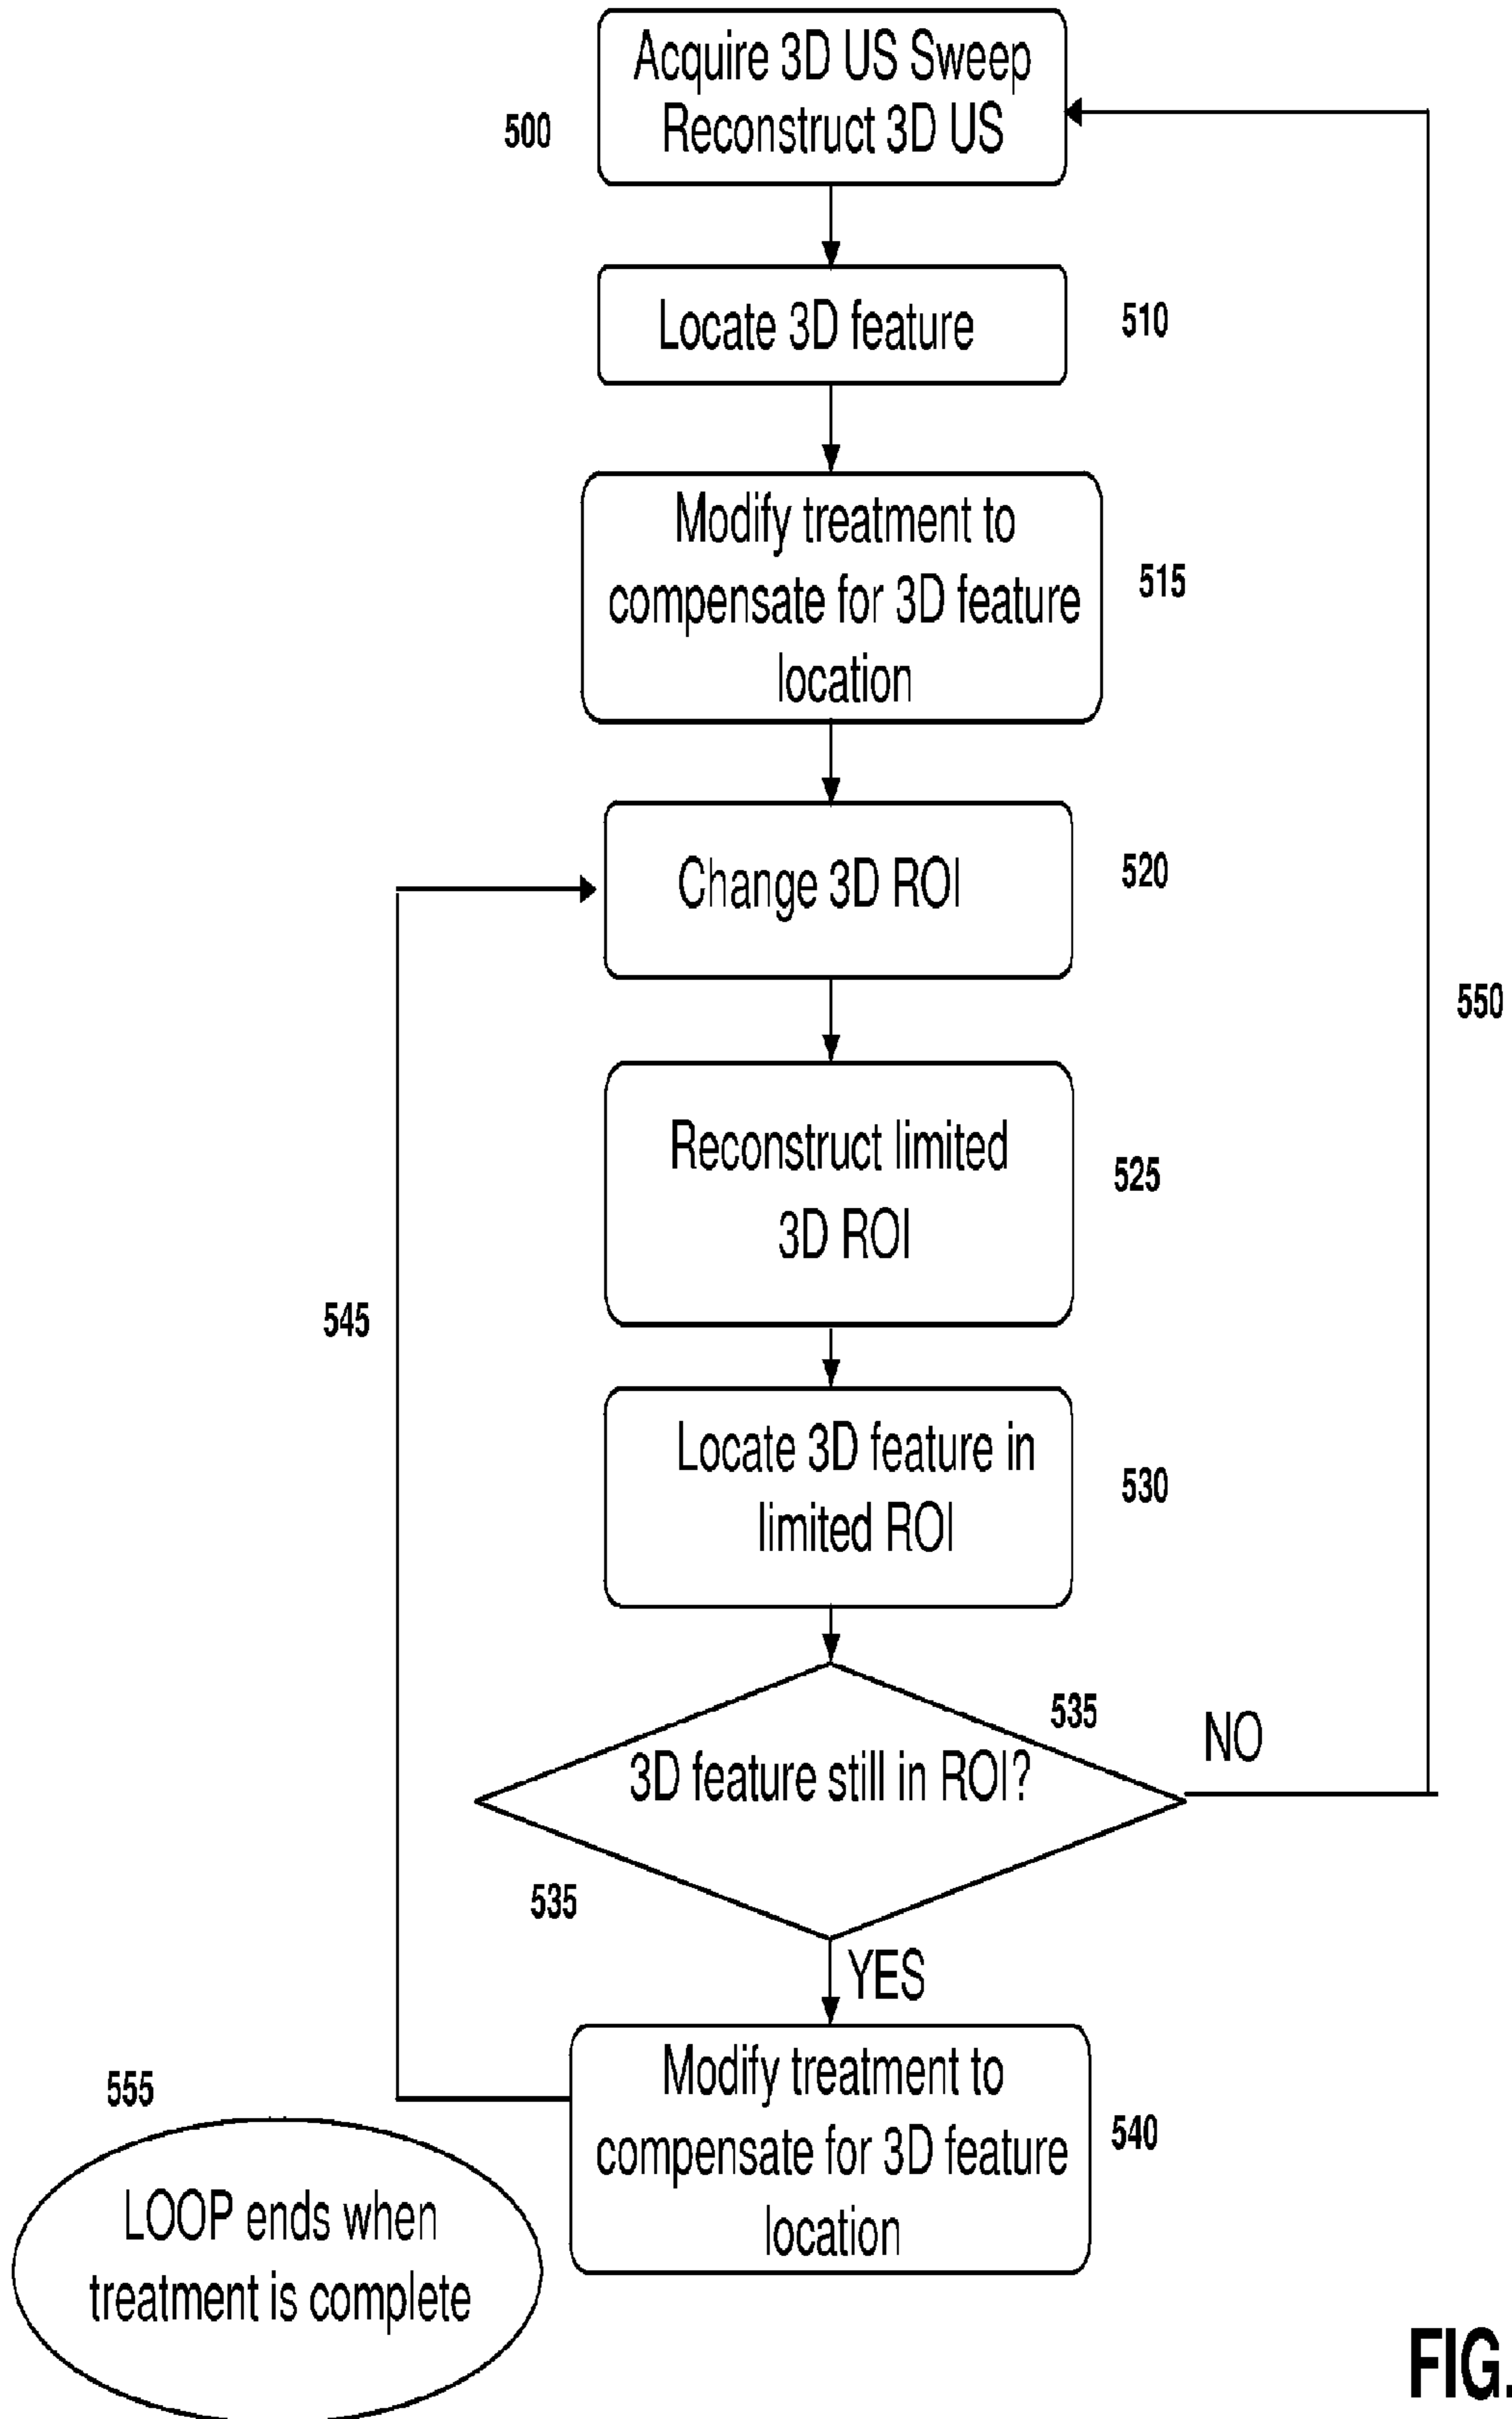 Acquire 3D US Sweep
Reconstruct 3D US
500
Locate 3D feature
510
Modify treatment to
compensate for 3D feature
location
515
Change 3D ROI
520
550
Reconstruct limited
3D ROI
525
545
Locate 3D feature in
limited ROI
530
535
NO
3D feature still in ROI?
535
YES
Modify treatment to
compensate for 3D feature
location
540
555
LOOP ends when
treatment is complete
FIG.